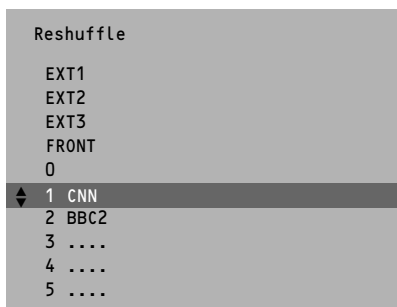 Reshuffle
EXT1
EXT2
EXT3
FRONT
0
1 CNN
2 BBC2
3 ....
4 ....
5 ....